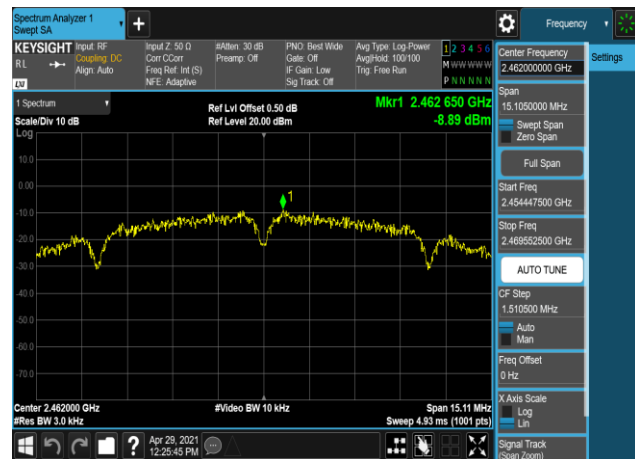 Spectrum Analyzer 1
Swept SA
Frequency
KEYSIGHT
Input: RF
Coupling: DC
Align: Auto
RL
LXI
Input Z: 50 Ω
Corr CCorr
Freq Ref: Int (S)
NFE: Adaptive
#Atten: 30 dB
Preamp: Off
PNO: Best Wide
Gate: Off
IF Gain: Low
Sig Track: Off
Avg Type: Log-Power
Avg|Hold: 100/100
Trig: Free Run
1 2 3 4 5 6
M W W W W W
P N N N N N
1 Spectrum
Scale/Div 10 dB
Log
Ref Lvl Offset 0.50 dB
Ref Level 20.00 dBm
Mkr1 2.462 650 GHz
-8.89 dBm
10.0
0.00
-10.0
-20.0
-30.0
-40.0
-50.0
-60.0
-70.0
1
Center 2.462000 GHz
#Res BW 3.0 kHz
#Video BW 10 kHz
Span 15.11 MHz
Sweep 4.93 ms (1001 pts)
Apr 29, 2021
12:25:45 PM
Center Frequency
2.462000000 GHz
Settings
Span
15.1050000 MHz
Swept Span
Zero Span
Full Span
Start Freq
2.454447500 GHz
Stop Freq
2.469552500 GHz
AUTO TUNE
CF Step
1.510500 MHz
Auto
Man
Freq Offset
0 Hz
X Axis Scale
Log
Lin
Signal Track
(Span Zoom)